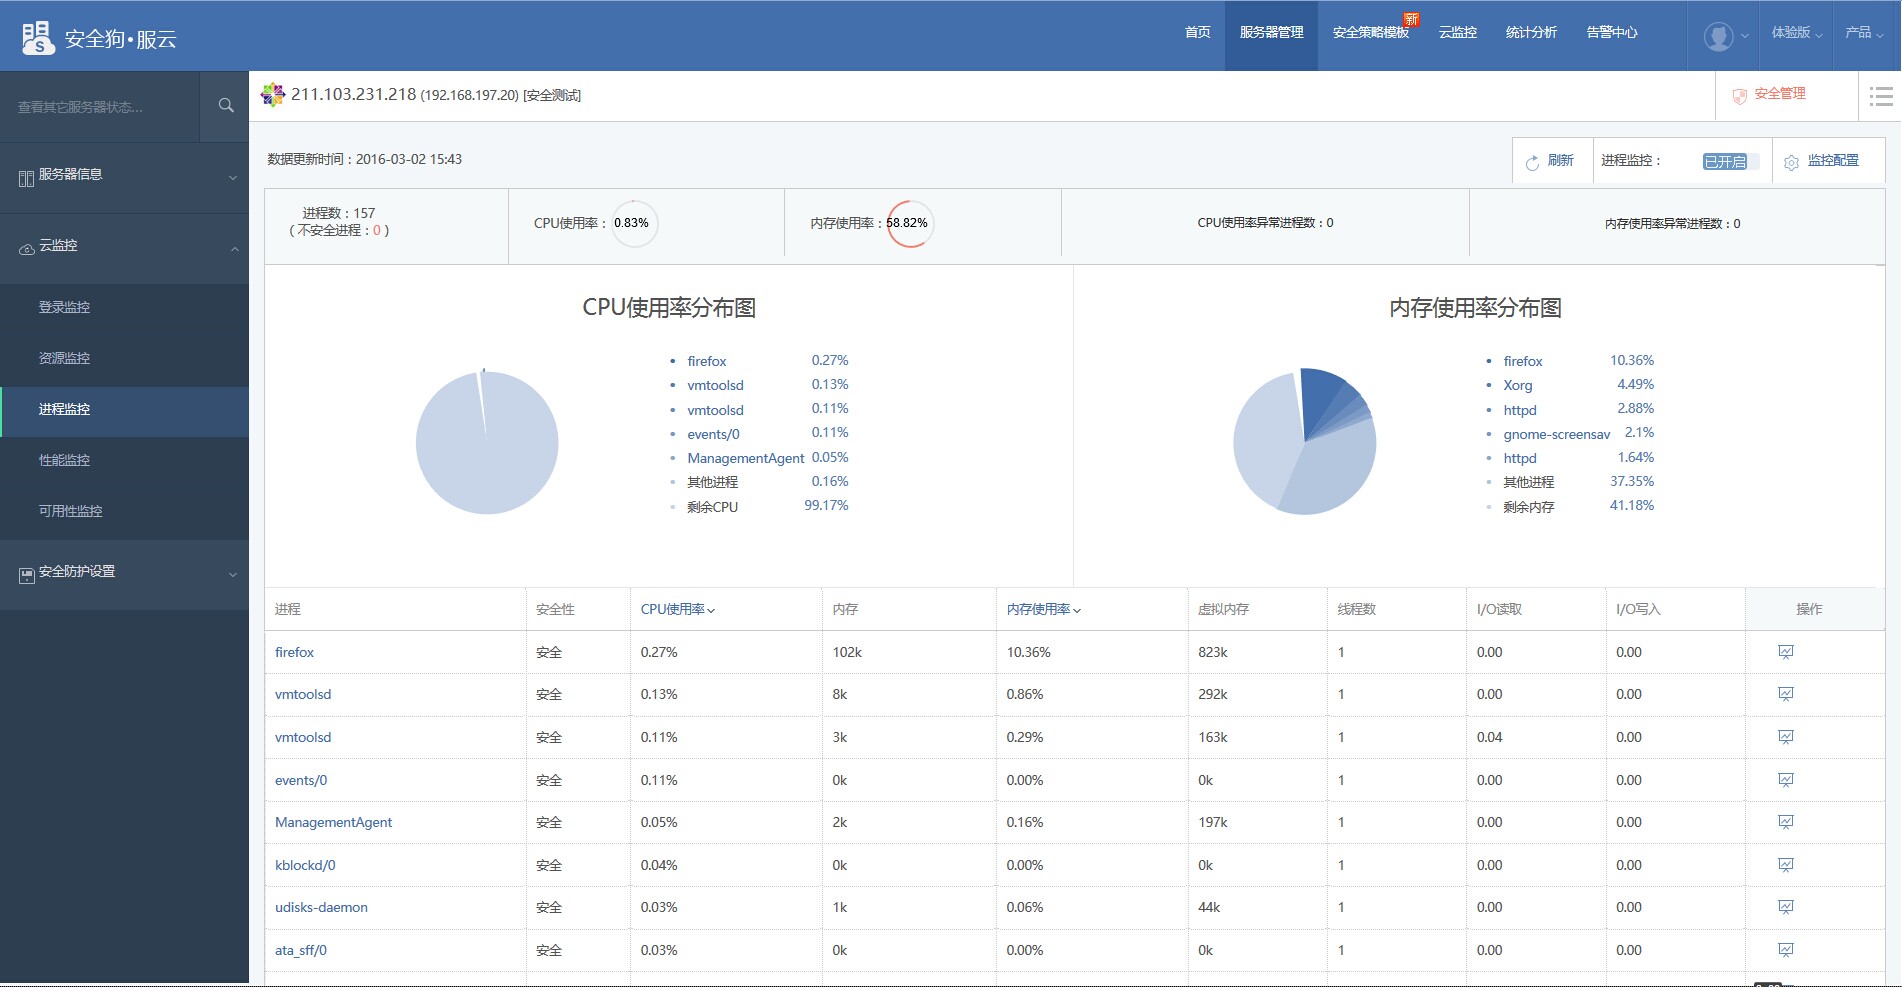 安全狗•服云
首页 服务器管理 安全策略模板 新 云监控 统计分析 告警中心 体验版 产品
查看其它服务器状态...
211.103.231.218 (192.168.197.20) [安全测试]
安全管理
服务器信息
云监控
登录监控
资源监控
进程监控
性能监控
可用性监控
安全防护设置
数据更新时间：2016-03-02 15:43
刷新 进程监控： 已开启 监控配置
进程数：157
（不安全进程：0）
CPU使用率： 0.83%
内存使用率： 58.82%
CPU使用率异常进程数：0
内存使用率异常进程数：0
CPU使用率分布图
firefox 0.27%
vmtoolsd 0.13%
vmtoolsd 0.11%
events/0 0.11%
ManagementAgent 0.05%
其他进程 0.16%
剩余CPU 99.17%
内存使用率分布图
firefox 10.36%
Xorg 4.49%
httpd 2.88%
gnome-screensav 2.1%
httpd 1.64%
其他进程 37.35%
剩余内存 41.18%
进程 安全性 CPU使用率 内存 内存使用率 虚拟内存 线程数 I/O读取 I/O写入 操作
firefox 安全 0.27% 102k 10.36% 823k 1 0.00 0.00
vmtoolsd 安全 0.13% 8k 0.86% 292k 1 0.00 0.00
vmtoolsd 安全 0.11% 3k 0.29% 163k 1 0.04 0.00
events/0 安全 0.11% 0k 0.00% 0k 1 0.00 0.00
ManagementAgent 安全 0.05% 2k 0.16% 197k 1 0.00 0.00
kblockd/0 安全 0.04% 0k 0.00% 0k 1 0.00 0.00
udisks-daemon 安全 0.03% 1k 0.06% 44k 1 0.00 0.00
ata_sff/0 安全 0.03% 0k 0.00% 0k 1 0.00 0.00